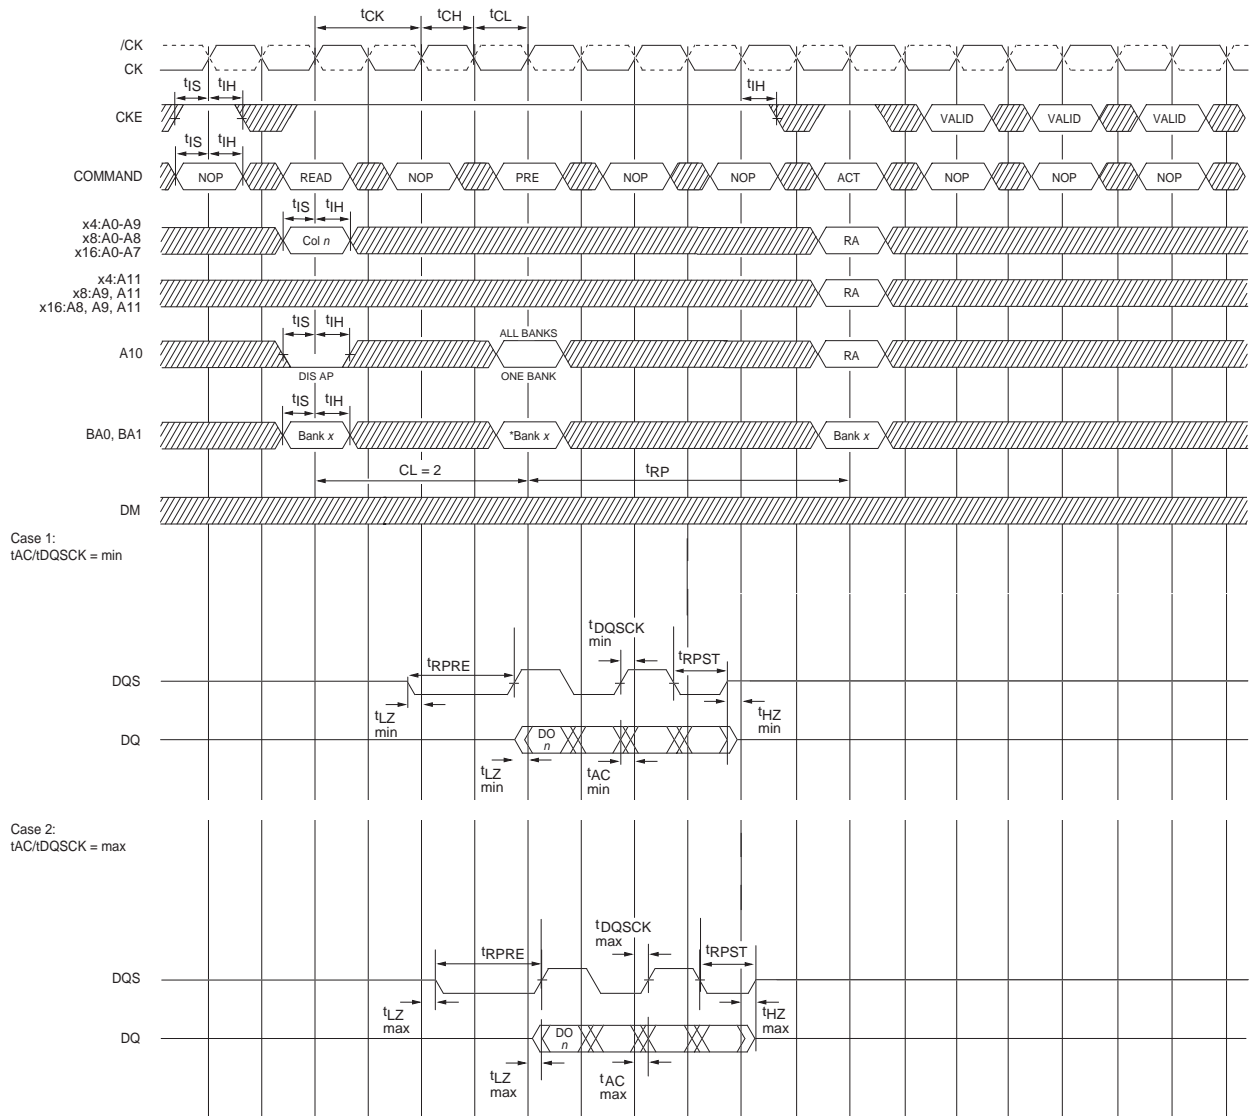 tCK tCH tCL
/CK
CK
tIS tIH tIH
CKE VALID VALID VALID
tIS tIH
COMMAND NOP READ NOP PRE NOP NOP ACT NOP NOP NOP
tIS tIH
x4:A0-A9
x8:A0-A8
x16:A0-A7
Col n RA
x4:A11
x8:A9, A11
x16:A8, A9, A11
RA
tIS tIH ALL BANKS
A10 RA
DIS AP ONE BANK
tIS tIH
BA0, BA1 Bank x *Bank x Bank x
CL = 2 tRP
DM
Case 1:
tAC/tDQSCK = min
tDQSCK
min
tRPRE tRPST
DQS
tLZ
min
tHZ
min
DQ DO
n
tLZ
min
tAC
min
Case 2:
tAC/tDQSCK = max
tDQSCK
max
tRPRE tRPST
DQS
tLZ
max
tHZ
max
DQ DO
n
tLZ
max
tAC
max